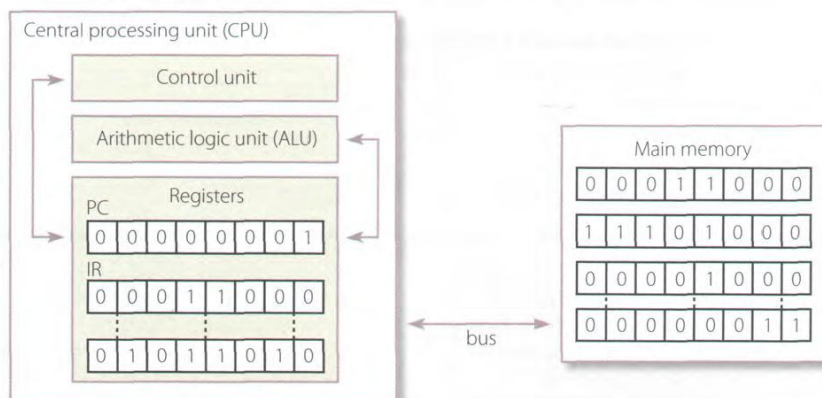 Central processing unit (CPU)
Control unit
Arithmetic logic unit (ALU)
Registers
PC
0 0 0 0 0 0 0 1
IR
0 0 0 1 1 0 0 0
0 1 0 1 1 0 1 0
bus
Main memory
0 0 0 1 1 0 0 0
1 1 1 0 1 0 0 0
0 0 0 0 1 0 0 0
0 0 0 0 0 0 1 1